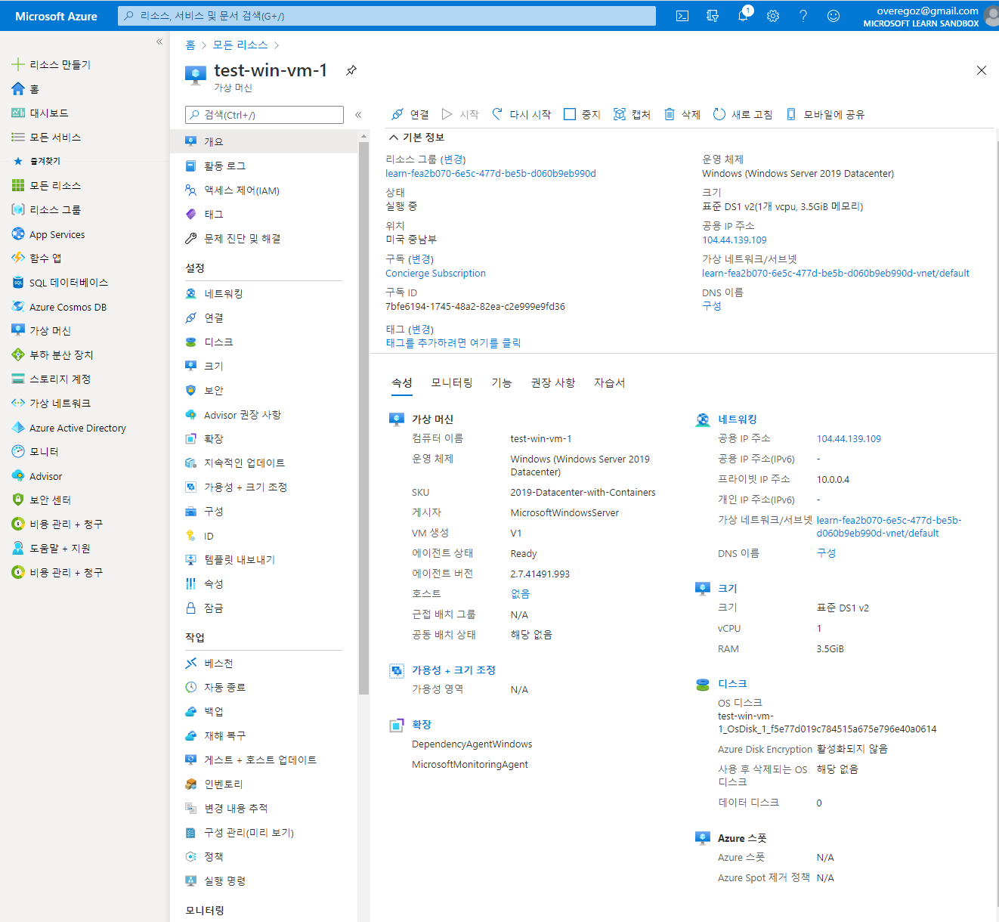 Microsoft Azure
리소스, 서비스 및 문서 검색(G+/)
1
overegoz@gmail.com
MICROSOFT LEARN SANDBOX
«
리소스 만들기
홈
대시보드
모든 서비스
즐겨찾기
모든 리소스
리소스 그룹
App Services
함수 앱
SQL 데이터베이스
Azure Cosmos DB
가상 머신
부하 분산 장치
스토리지 계정
가상 네트워크
Azure Active Directory
모니터
Advisor
보안 센터
비용 관리 + 청구
도움말 + 지원
비용 관리 + 청구
홈 > 모든 리소스 >
test-win-vm-1
가상 머신
검색(Ctrl+/)
«
개요
활동 로그
액세스 제어(IAM)
태그
문제 진단 및 해결
설정
네트워킹
연결
디스크
크기
보안
Advisor 권장 사항
확장
지속적인 업데이트
가용성 + 크기 조정
구성
ID
템플릿 내보내기
속성
잠금
작업
베스천
자동 종료
백업
재해 복구
게스트 + 호스트 업데이트
인벤토리
변경 내용 추적
구성 관리(미리 보기)
정책
실행 명령
모니터링
연결 시작 다시 시작 중지 캡처 삭제 새로 고침 모바일에 공유
기본 정보
리소스 그룹 (변경)
learn-fea2b070-6e5c-477d-be5b-d060b9eb990d
상태
실행 중
위치
미국 중남부
구독 (변경)
Concierge Subscription
구독 ID
7bfe6194-1745-48a2-82ea-c2e999e9fd36
태그 (변경)
태그를 추가하려면 여기를 클릭
운영 체제
Windows (Windows Server 2019 Datacenter)
크기
표준 DS1 v2(1개 vcpu, 3.5GiB 메모리)
공용 IP 주소
104.44.139.109
가상 네트워크/서브넷
learn-fea2b070-6e5c-477d-be5b-d060b9eb990d-vnet/default
DNS 이름
구성
속성 모니터링 기능 권장 사항 자습서
가상 머신
컴퓨터 이름 test-win-vm-1
운영 체제 Windows (Windows Server 2019
Datacenter)
SKU 2019-Datacenter-with-Containers
게시자 MicrosoftWindowsServer
VM 생성 V1
에이전트 상태 Ready
에이전트 버전 2.7.41491.993
호스트 없음
근접 배치 그룹 N/A
공동 배치 상태 해당 없음
가용성 + 크기 조정
가용성 영역 N/A
확장
DependencyAgentWindows
MicrosoftMonitoringAgent
네트워킹
공용 IP 주소 104.44.139.109
공용 IP 주소(IPv6) -
프라이빗 IP 주소 10.0.0.4
개인 IP 주소(IPv6) -
가상 네트워크/서브넷 learn-fea2b070-6e5c-477d-be5b-
d060b9eb990d-vnet/default
DNS 이름 구성
크기
크기 표준 DS1 v2
vCPU 1
RAM 3.5GiB
디스크
OS 디스크
test-win-vm-
1_OsDisk_1_f5e77d019c784515a675e796e40a0614
Azure Disk Encryption 활성화되지 않음
사용 후 삭제되는 OS 해당 없음
디스크
데이터 디스크 0
Azure 스폿
Azure 스폿 N/A
Azure Spot 제거 정책 N/A